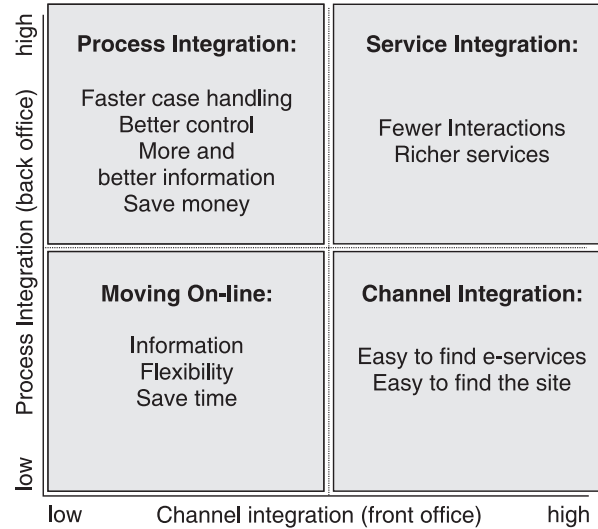 high
Process Integration (back office)
low
Process Integration:
Faster case handling
Better control
More and
better information
Save money
Service Integration:
Fewer Interactions
Richer services
Moving On-line:
Information
Flexibility
Save time
Channel Integration:
Easy to find e-services
Easy to find the site
low
Channel integration (front office)
high